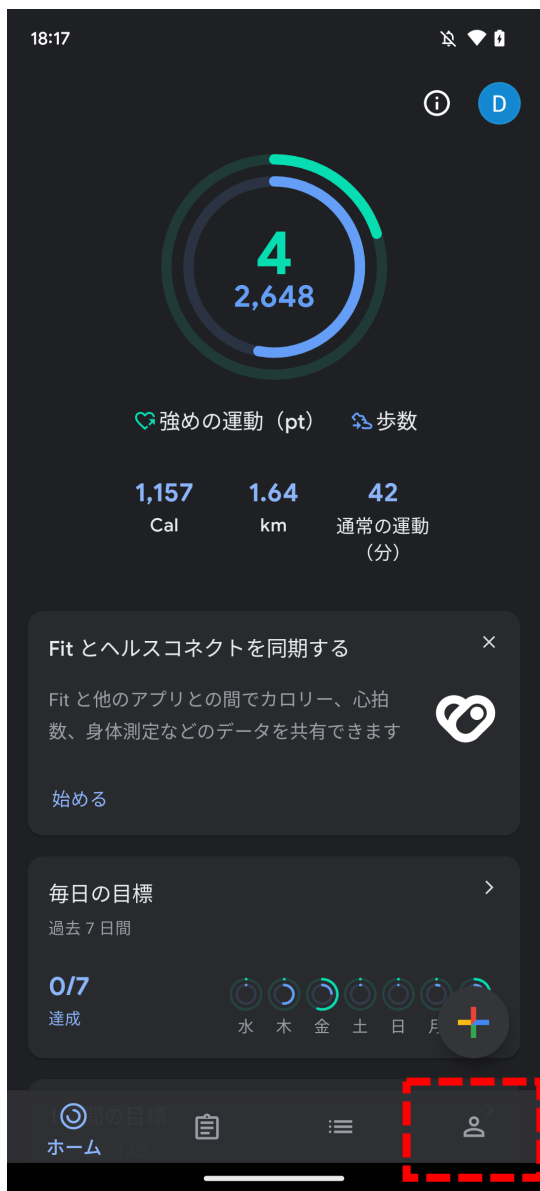 18:17
D
4
2,648
強めの運動（pt） 歩数
1,157 1.64 42
Cal km 通常の運動
（分）
Fit とヘルスコネクトを同期する
Fit と他のアプリとの間でカロリー、心拍
数、身体測定などのデータを共有できます
始める
毎日の目標
過去 7 日間
0/7
達成
水 木 金 土 日 月
ホーム